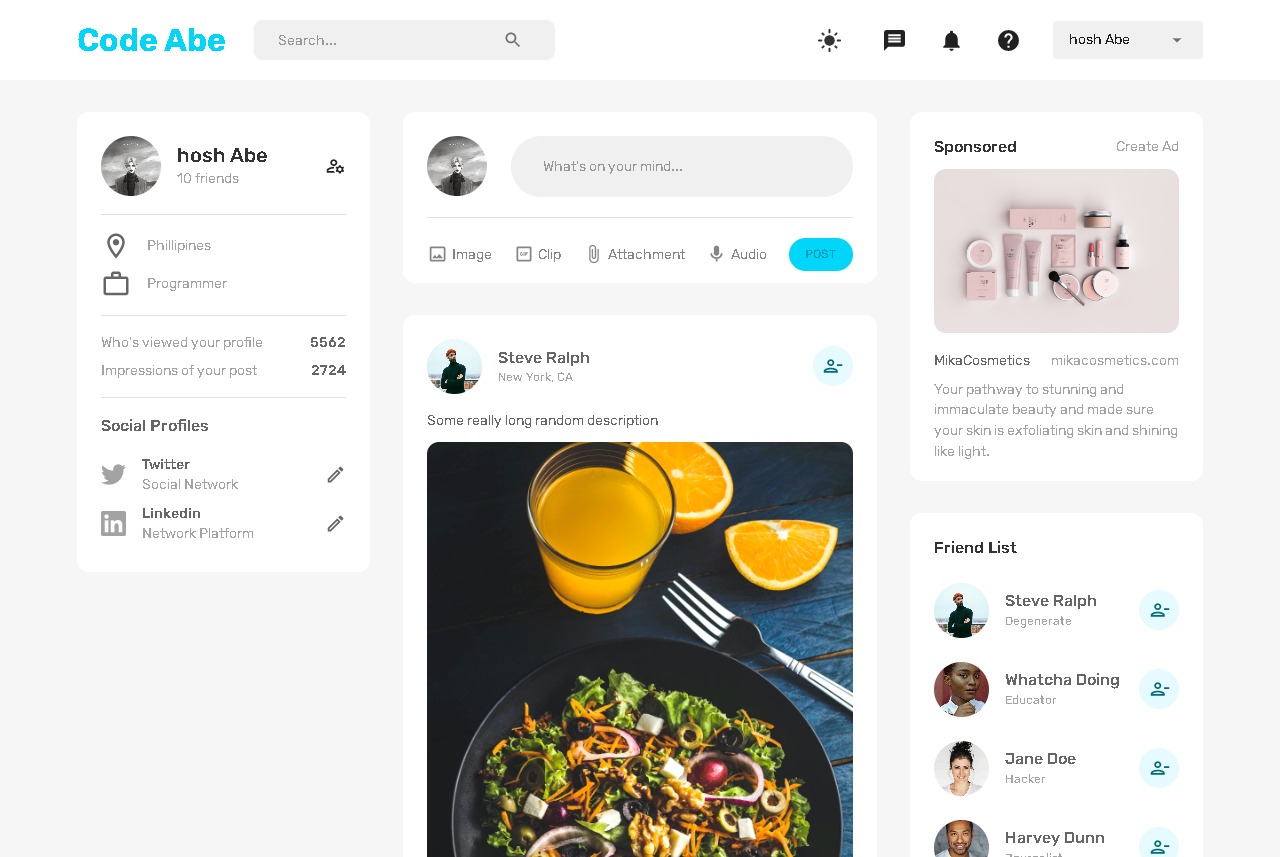 Code Abe
Search...
hosh Abe
hosh Abe
10 friends
Phillipines
Programmer
Who's viewed your profile 5562
Impressions of your post 2724
Social Profiles
Twitter
Social Network
Linkedin
Network Platform
What's on your mind...
Image
GIF
Clip
Attachment
Audio
POST
Steve Ralph
New York, CA
Some really long random description
Sponsored
Create Ad
MikaCosmetics
mikacosmetics.com
Your pathway to stunning and
immaculate beauty and made sure
your skin is exfoliating skin and shining
like light.
Friend List
Steve Ralph
Degenerate
Whatcha Doing
Educator
Jane Doe
Hacker
Harvey Dunn
Journalist